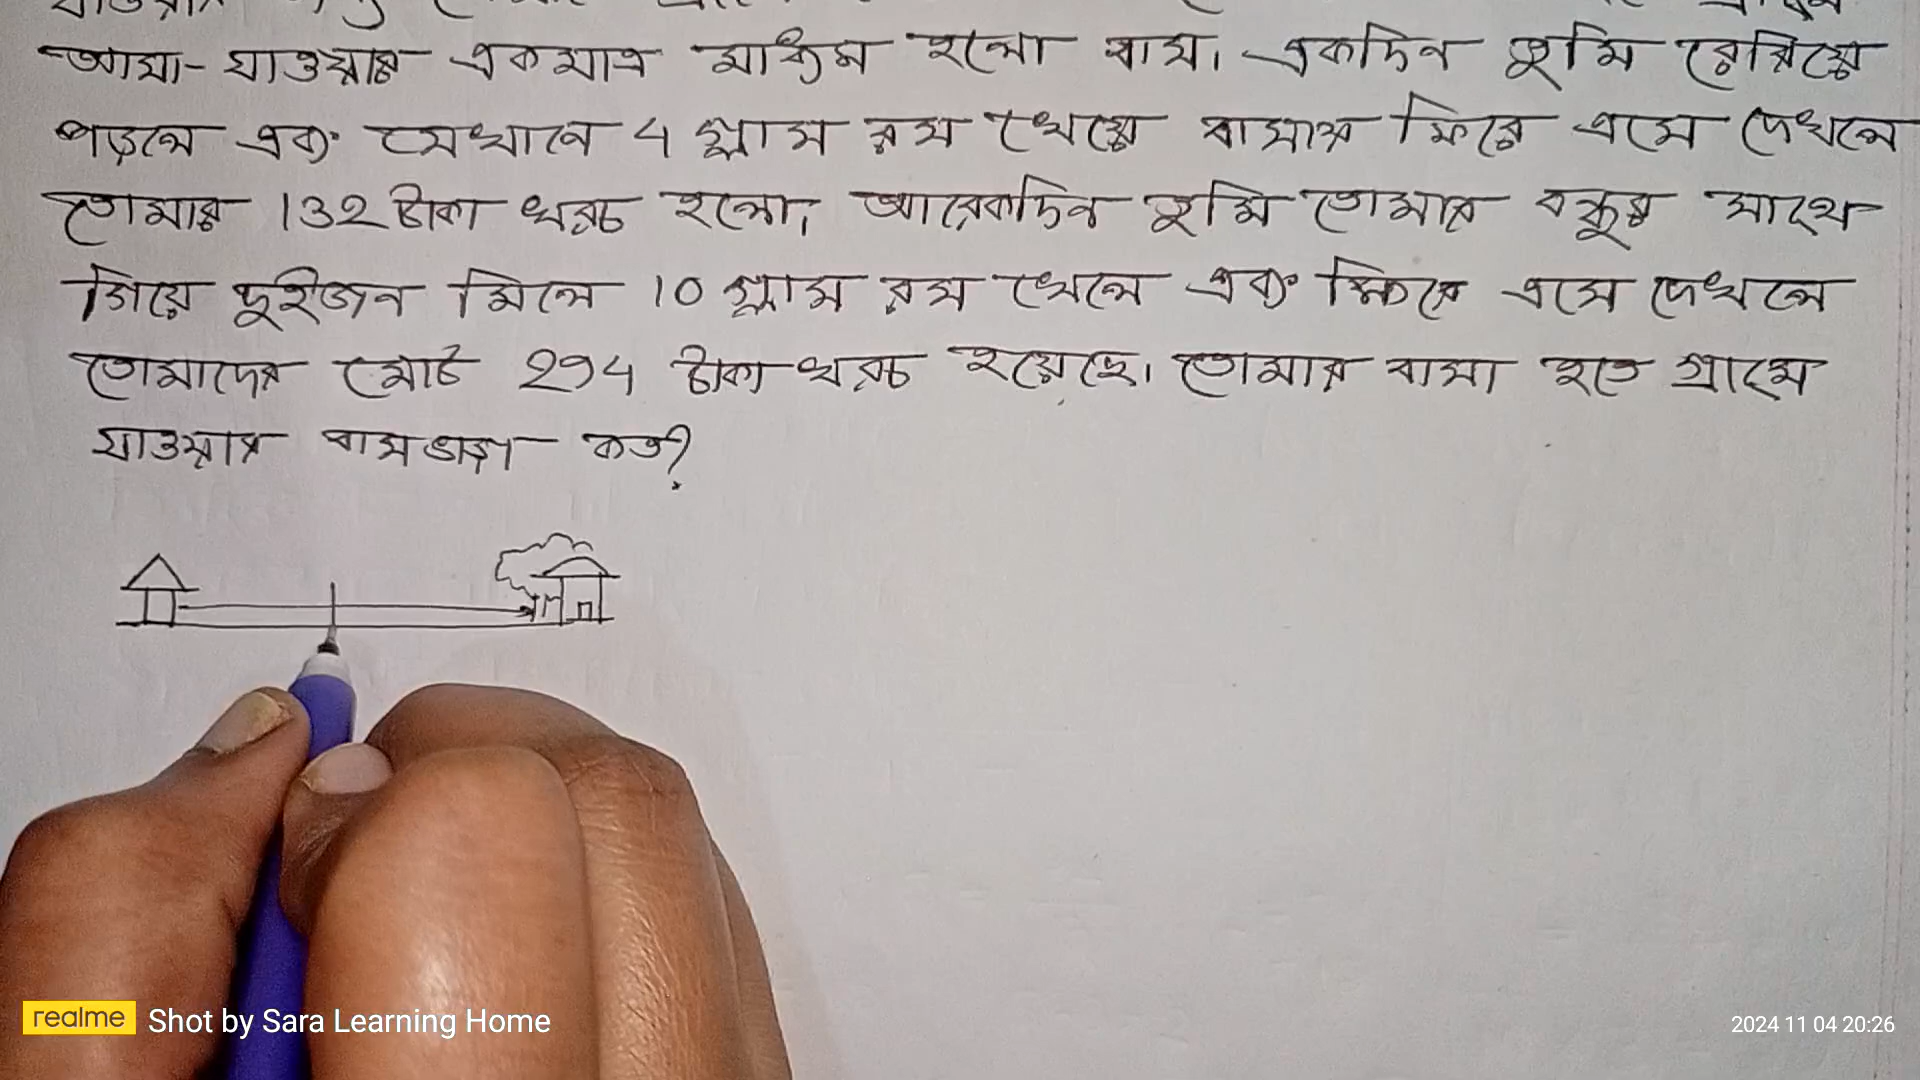 আসা-যাওয়ার একমাত্র মাধ্যম হলো বাস। একদিন তুমি বেরিয়ে
পড়লে এবং সেখানে 4 গ্লাস রস খেয়ে বাসায় ফিরে এসে দেখলে
তোমার 132 টাকা খরচ হলো, আরেকদিন তুমি তোমার বন্ধুর সাথে
গিয়ে দুইজন মিলে 10 গ্লাস রস খেলে এবং ফিরে এসে দেখলে
তোমাদের মোট 294 টাকা খরচ হয়েছে। তোমার বাসা হতে গ্রামে
যাওয়ার বাসভাড়া কত?
realme Shot by Sara Learning Home
2024 11 04 20:26